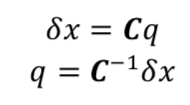 δx = Cq
q = C⁻¹δx